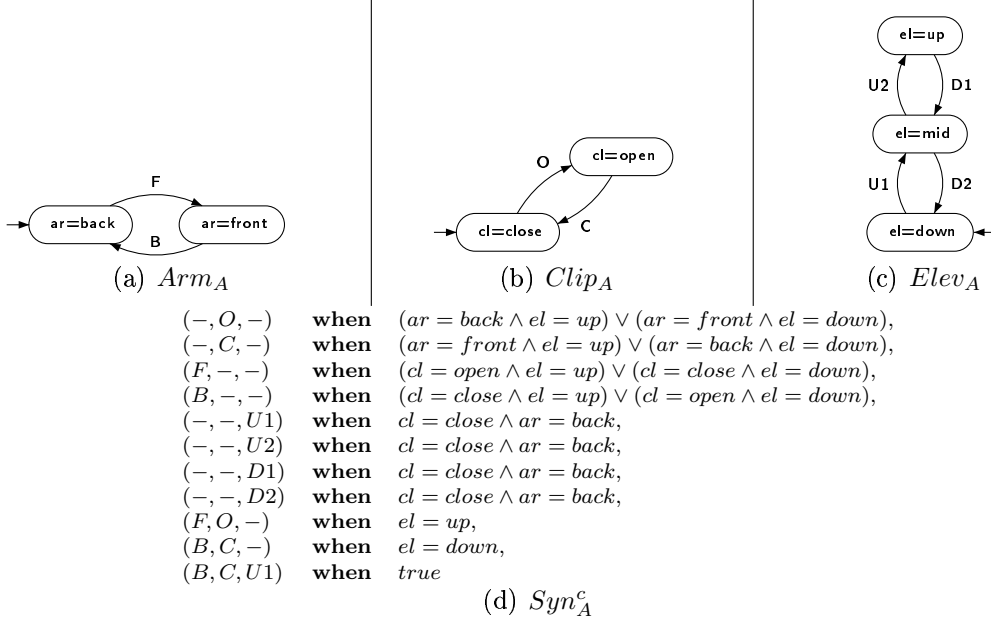 el=up
U2
D1
el=mid
U1
D2
el=down
cl=open
O
C
cl=close
F
ar=back
ar=front
B
(a) Arm_A
(b) Clip_A
(c) Elev_A
(−, O, −) when (ar = back ∧ el = up) ∨ (ar = front ∧ el = down),
(−, C, −) when (ar = front ∧ el = up) ∨ (ar = back ∧ el = down),
(F, −, −) when (cl = open ∧ el = up) ∨ (cl = close ∧ el = down),
(B, −, −) when (cl = close ∧ el = up) ∨ (cl = open ∧ el = down),
(−, −, U1) when cl = close ∧ ar = back,
(−, −, U2) when cl = close ∧ ar = back,
(−, −, D1) when cl = close ∧ ar = back,
(−, −, D2) when cl = close ∧ ar = back,
(F, O, −) when el = up,
(B, C, −) when el = down,
(B, C, U1) when true
(d) Syn_A^c